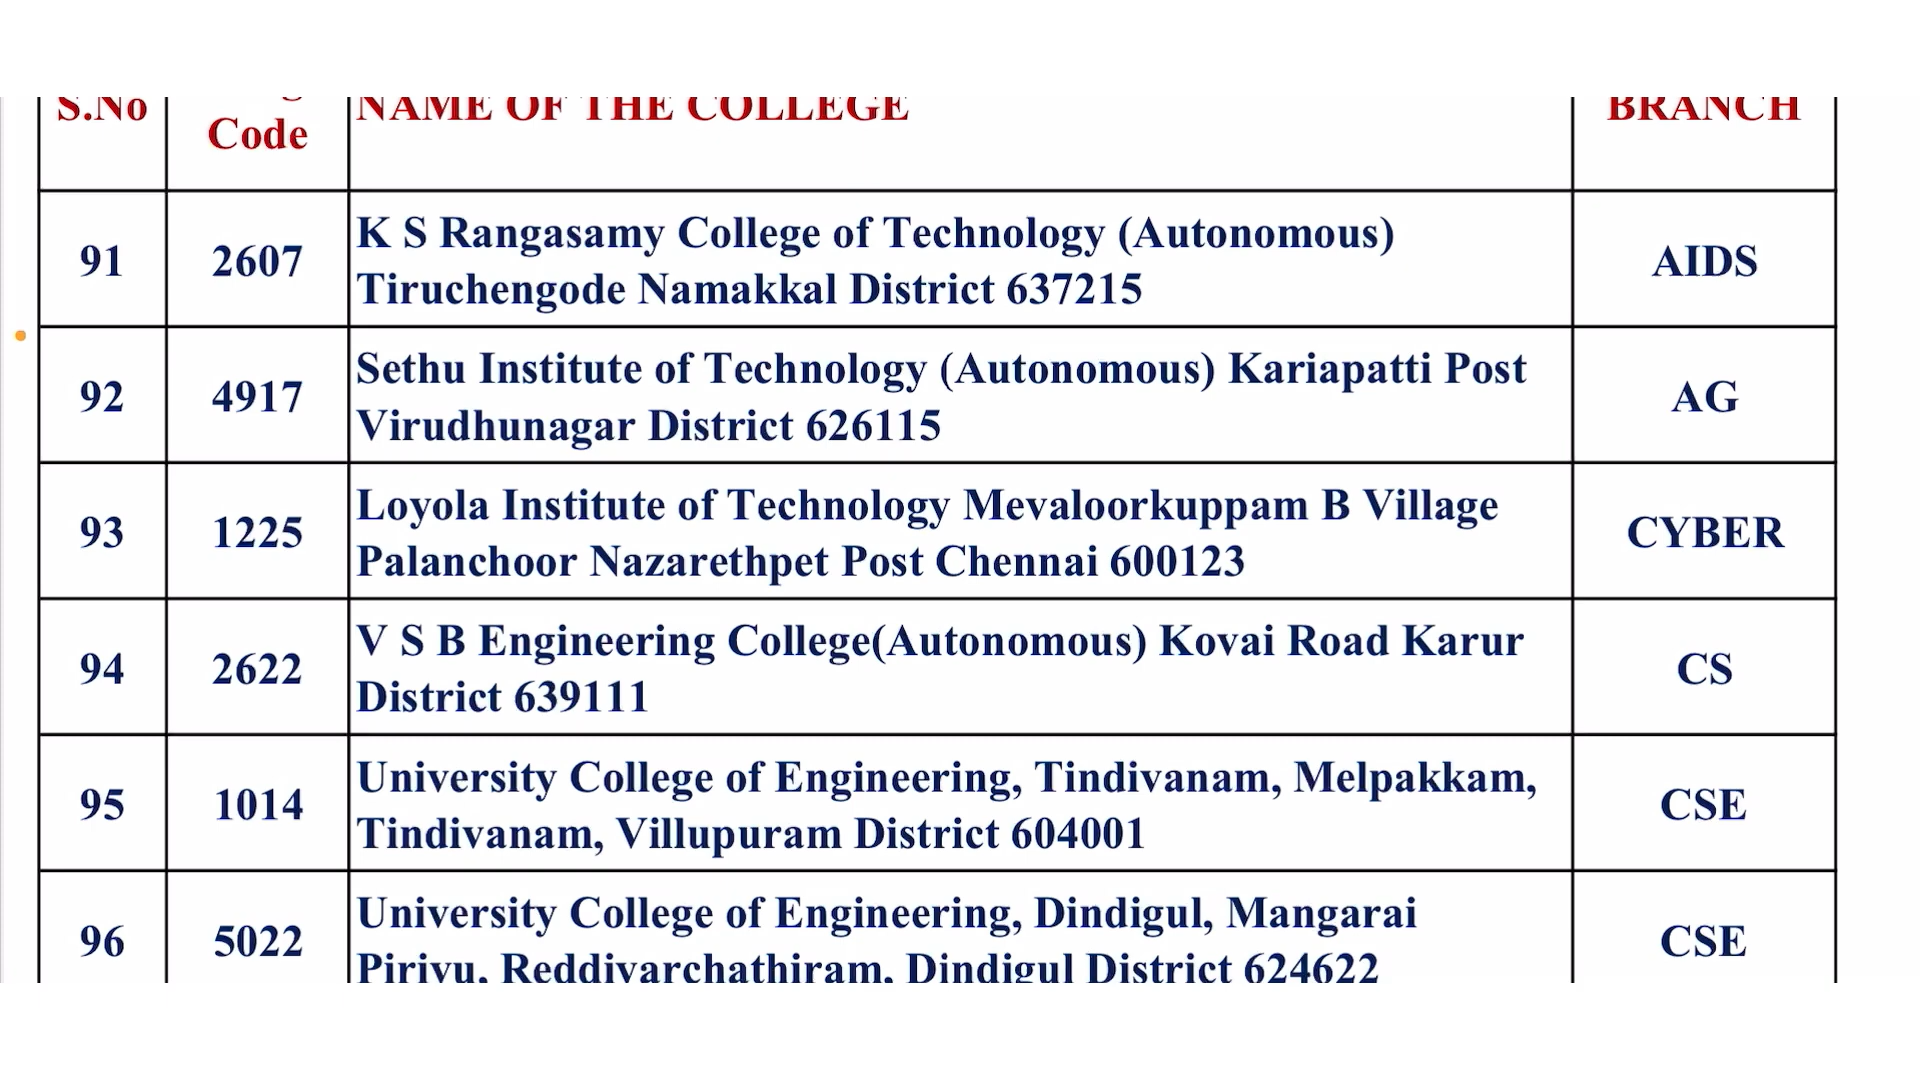 S.No
Code
NAME OF THE COLLEGE
BRANCH
91
2607
K S Rangasamy College of Technology (Autonomous)
Tiruchengode Namakkal District 637215
AIDS
92
4917
Sethu Institute of Technology (Autonomous) Kariapatti Post
Virudhunagar District 626115
AG
93
1225
Loyola Institute of Technology Mevaloorkuppam B Village
Palanchoor Nazarethpet Post Chennai 600123
CYBER
94
2622
V S B Engineering College(Autonomous) Kovai Road Karur
District 639111
CS
95
1014
University College of Engineering, Tindivanam, Melpakkam,
Tindivanam, Villupuram District 604001
CSE
96
5022
University College of Engineering, Dindigul, Mangarai
Pirivu, Reddiyarchathiram, Dindigul District 624622
CSE